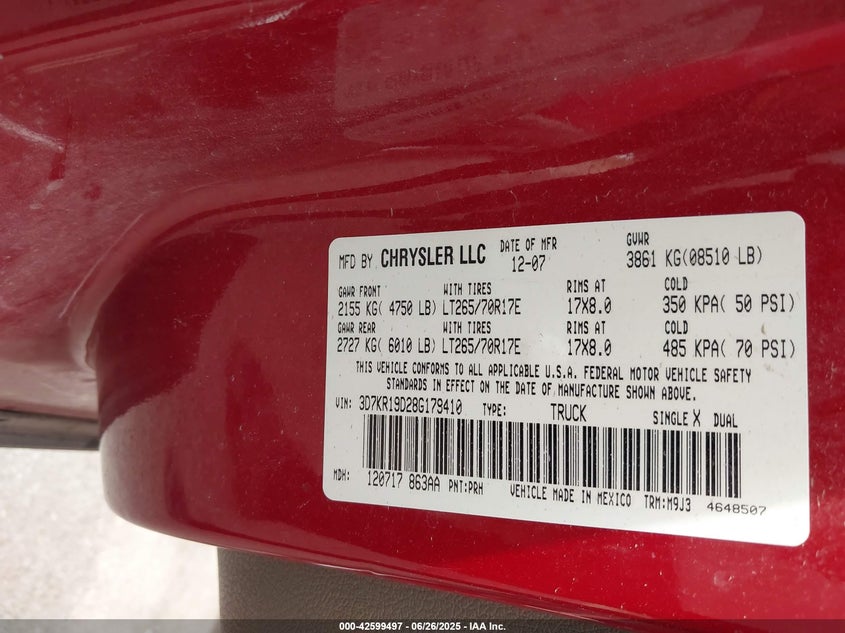 MFD BY CHRYSLER LLC DATE OF MFR GVWR
12-07 3861 KG(08510 LB)
GAWR FRONT WITH TIRES RIMS AT COLD
2155 KG( 4750 LB) LT265/70R17E 17X8.0 350 KPA( 50 PSI)
GAWR REAR WITH TIRES RIMS AT COLD
2727 KG( 6010 LB) LT265/70R17E 17X8.0 485 KPA( 70 PSI)
THIS VEHICLE CONFORMS TO ALL APPLICABLE U.S.A. FEDERAL MOTOR VEHICLE SAFETY
STANDARDS IN EFFECT ON THE DATE OF MANUFACTURE SHOWN ABOVE.
VIN: 3D7KR19D28G179410 TYPE: TRUCK SINGLE X DUAL
MDH: 120717 863AA PNT:PRH VEHICLE MADE IN MEXICO TRM:M9J3 4648507
000-42599497 - 06/26/2025 - IAA Inc.